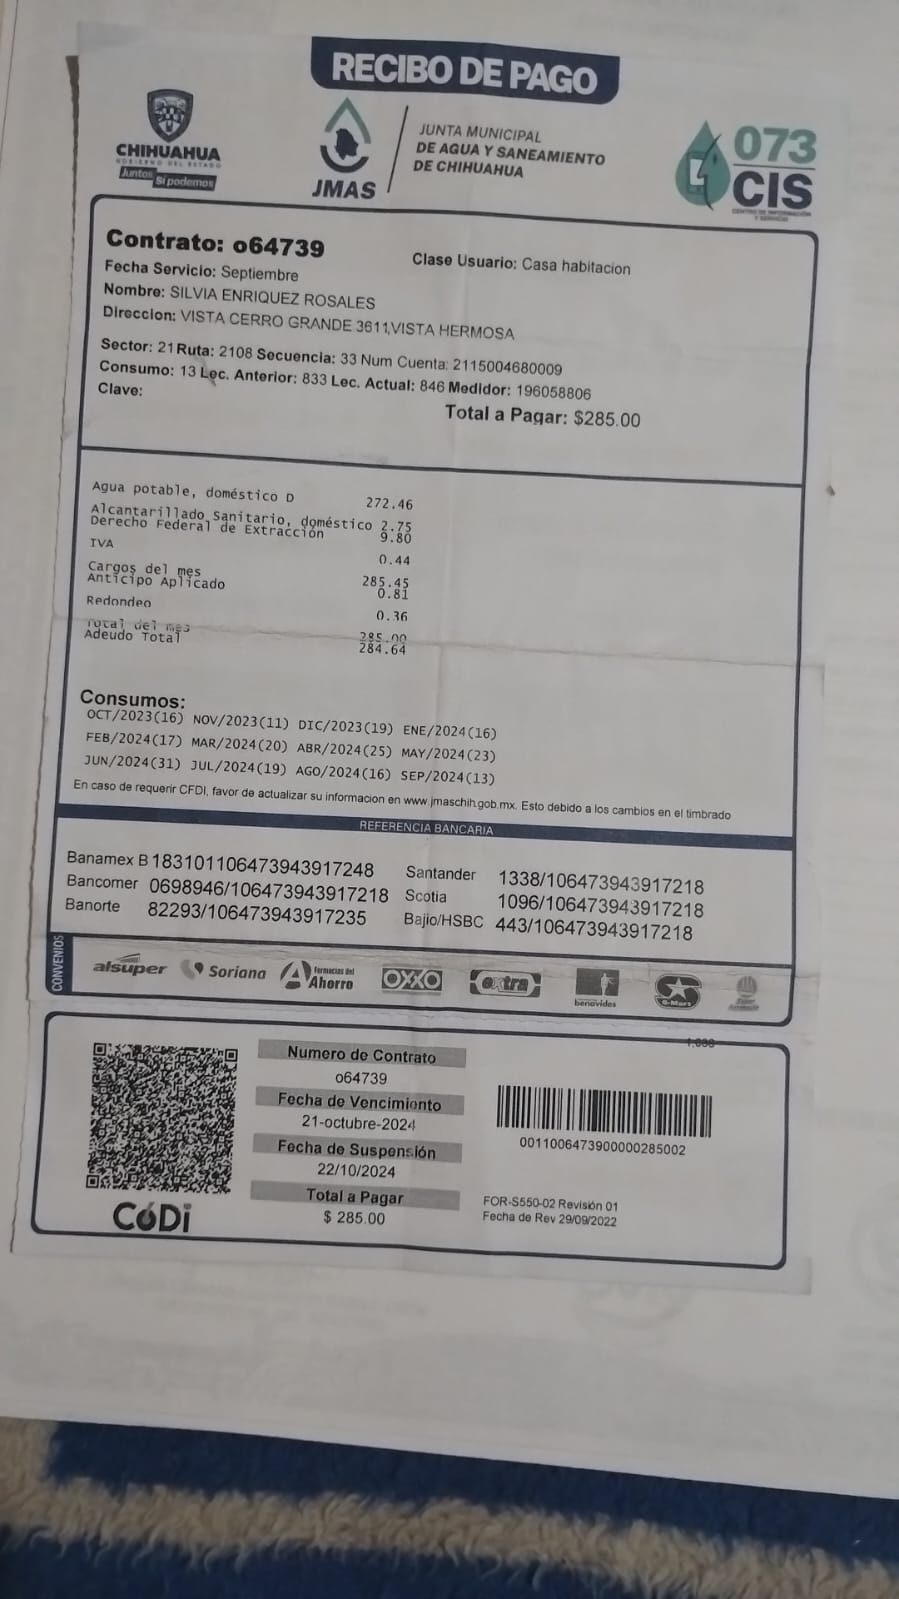 RECIBO DE PAGO
CHIHUAHUA
GOBIERNO DEL ESTADO
Juntos
Sí podemos
JMAS
JUNTA MUNICIPAL
DE AGUA Y SANEAMIENTO
DE CHIHUAHUA
073
CIS
CENTRO DE INFORMACIÓN
Y SERVICIO
Contrato: o64739
Clase Usuario: Casa habitacion
Fecha Servicio: Septiembre
Nombre: SILVIA ENRIQUEZ ROSALES
Direccion: VISTA CERRO GRANDE 3611,VISTA HERMOSA
Sector: 21 Ruta: 2108 Secuencia: 33 Num Cuenta: 2115004680009
Consumo: 13 Lec. Anterior: 833 Lec. Actual: 846 Medidor: 196058806
Clave:
Total a Pagar: $285.00
Agua potable, doméstico D 272.46
Alcantarillado Sanitario, doméstico 2.75
Derecho Federal de Extracción 9.80
IVA 0.44
Cargos del mes 285.45
Anticipo Aplicado 0.81
Redondeo 0.36
Total del mes 285.00
Adeudo Total 284.64
Consumos:
OCT/2023(16) NOV/2023(11) DIC/2023(19) ENE/2024(16)
FEB/2024(17) MAR/2024(20) ABR/2024(25) MAY/2024(23)
JUN/2024(31) JUL/2024(19) AGO/2024(16) SEP/2024(13)
En caso de requerir CFDI, favor de actualizar su informacion en www.jmaschih.gob.mx. Esto debido a los cambios en el timbrado
REFERENCIA BANCARIA
Banamex B 183101106473943917248 Santander 1338/106473943917218
Bancomer 0698946/106473943917218 Scotia 1096/106473943917218
Banorte 82293/106473943917235 Bajio/HSBC 443/106473943917218
CONVENIOS
alsuper Soriana Farmacias del Ahorro OXXO extra benavides S-Mart
Numero de Contrato
o64739
Fecha de Vencimiento
21-octubre-2024
Fecha de Suspensión
22/10/2024
Total a Pagar
$ 285.00
CoDi
0011006473900000285002
FOR-S550-02 Revisión 01
Fecha de Rev 29/09/2022